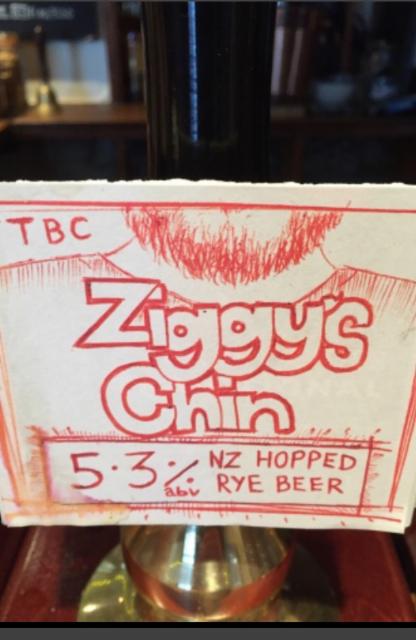 TBC
Ziggy's
Chin
5.3% abv
NZ HOPPED
RYE BEER